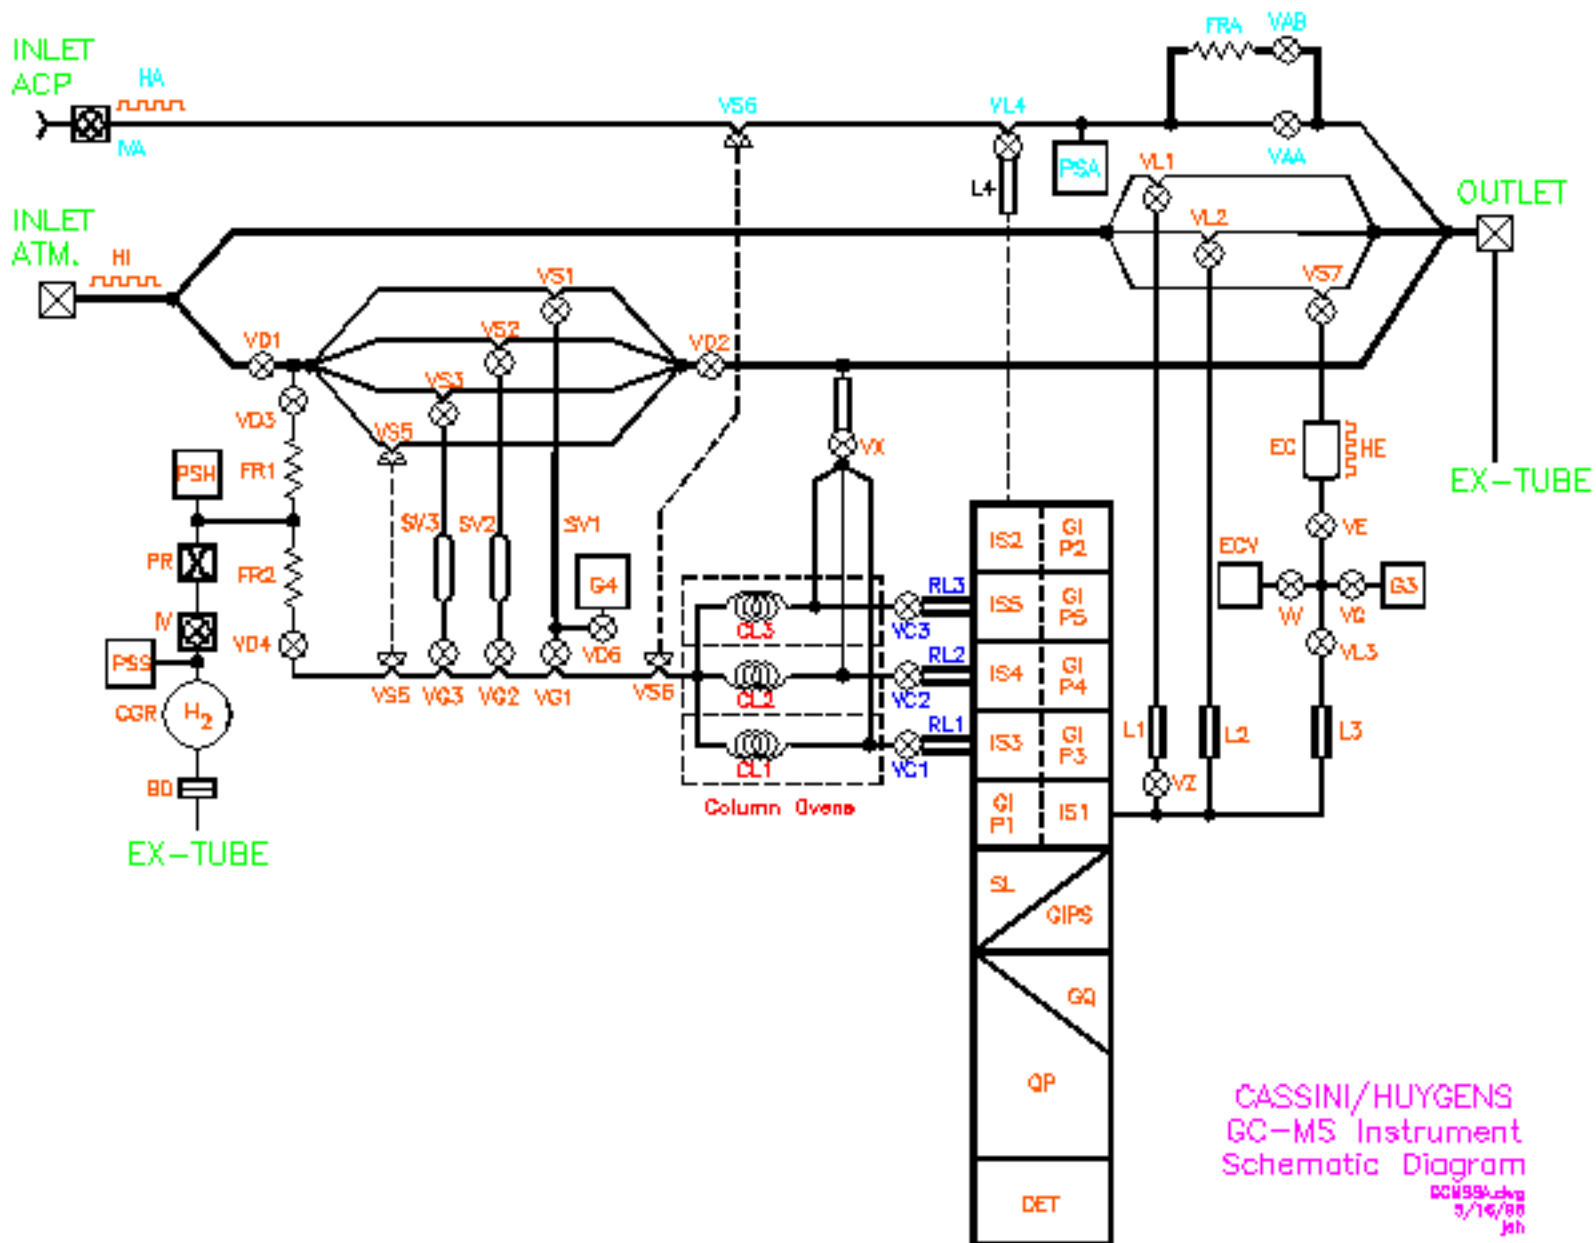 INLET
ACP
HA
IVA
VS6
VL4
FRA
VAB
VAA
PSA
L4
VL1
VL2
VS7
OUTLET
EX-TUBE
INLET
ATM.
HI
VD1
VS1
VS2
VS3
VS5
VD2
VD3
FR1
PSH
PR
FR2
IV
VD4
PSS
CGR
H2
BD
EX-TUBE
SV3
SV2
SV1
G4
VD6
VS5
VG3
VG2
VG1
VS6
VX
CL3
CL2
CL1
Column Ovens
VC3
VC2
VC1
RL3
RL2
RL1
IS2
GI
P2
IS5
GI
P5
IS4
GI
P4
IS3
GI
P3
GI
P1
IS1
SL
GIPS
GQ
QP
DET
EC
HE
VE
ECV
VV
VQ
G3
VL3
L1
L2
L3
VZ
CASSINI/HUYGENS
GC-MS Instrument
Schematic Diagram
jsh